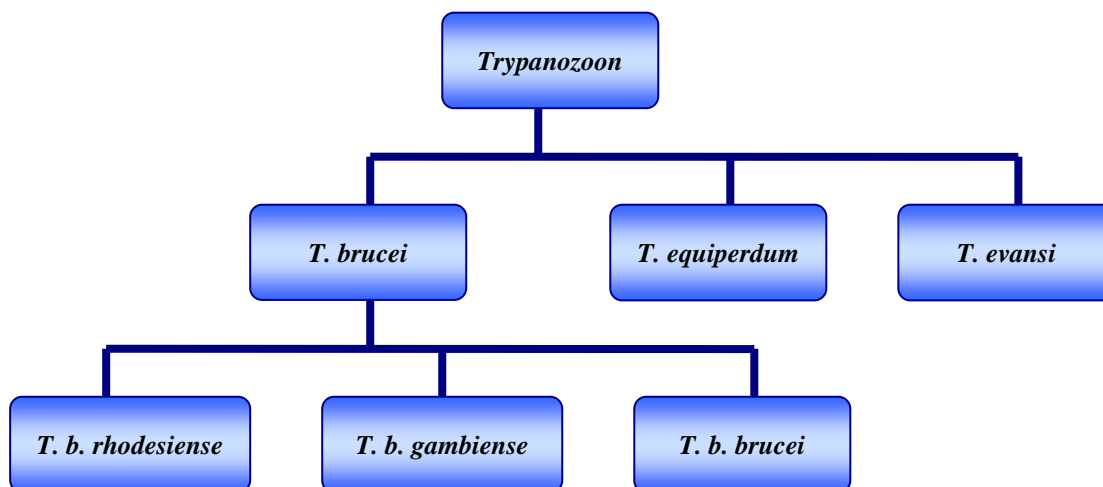 Trypanozoon
T. brucei
T. equiperdum
T. evansi
T. b. rhodesiense
T. b. gambiense
T. b. brucei